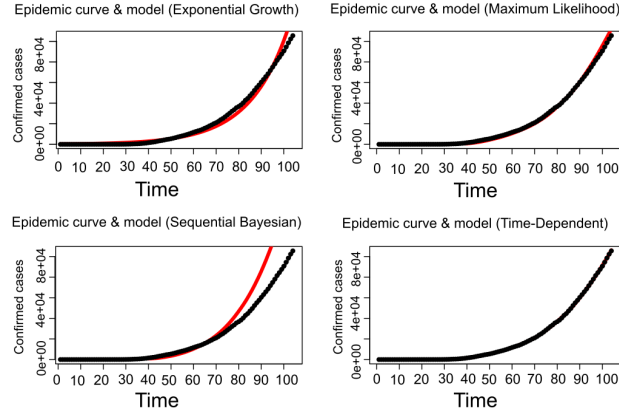 Epidemic curve & model (Exponential Growth)
Confirmed cases
0e+00 4e+04 8e+04
0 10 20 30 40 50 60 70 80 90 100
Time
Epidemic curve & model (Maximum Likelihood)
Confirmed cases
0e+00 4e+04 8e+04
0 10 20 30 40 50 60 70 80 90 100
Time
Epidemic curve & model (Sequential Bayesian)
Confirmed cases
0e+00 4e+04 8e+04
0 10 20 30 40 50 60 70 80 90 100
Time
Epidemic curve & model (Time-Dependent)
Confirmed cases
0e+00 4e+04 8e+04
0 10 20 30 40 50 60 70 80 90 100
Time